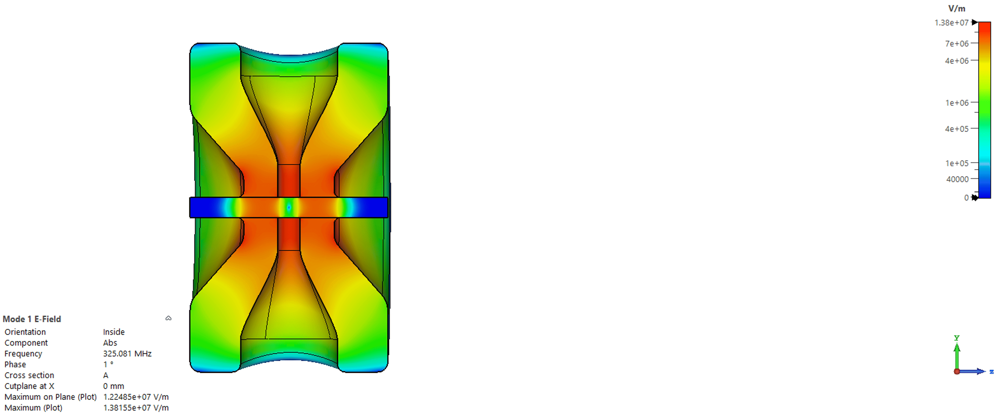 V/m
1.38e+07
7e+06
4e+06
1e+06
4e+05
1e+05
40000
0
Mode 1 E-Field
Orientation Inside
Component Abs
Frequency 325.081 MHz
Phase 1 °
Cross section A
Cutplane at X 0 mm
Maximum on Plane (Plot) 1.22485e+07 V/m
Maximum (Plot) 1.38155e+07 V/m
y
z